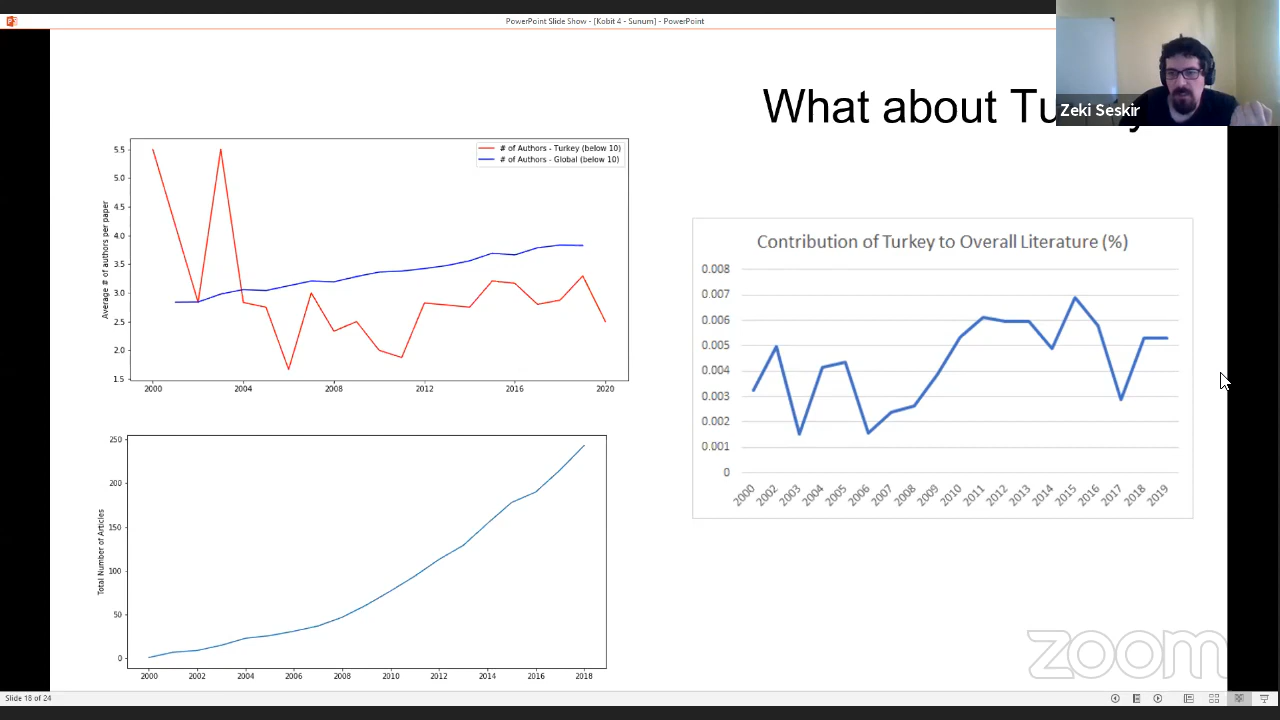 PowerPoint Slide Show - [Kobit 4 - Sunum] - PowerPoint
What about Tu
Zeki Seskir
# of Authors - Turkey (below 10)
# of Authors - Global (below 10)
Average # of authors per paper
5.5
5.0
4.5
4.0
3.5
3.0
2.5
2.0
1.5
2000 2004 2008 2012 2016 2020
Contribution of Turkey to Overall Literature (%)
0.008
0.007
0.006
0.005
0.004
0.003
0.002
0.001
0
2000 2002 2003 2004 2005 2006 2007 2008 2009 2010 2011 2012 2013 2014 2015 2016 2017 2018 2019
Total Number of Articles
250
200
150
100
50
0
2000 2002 2004 2006 2008 2010 2012 2014 2016 2018
zoom
Slide 18 of 24